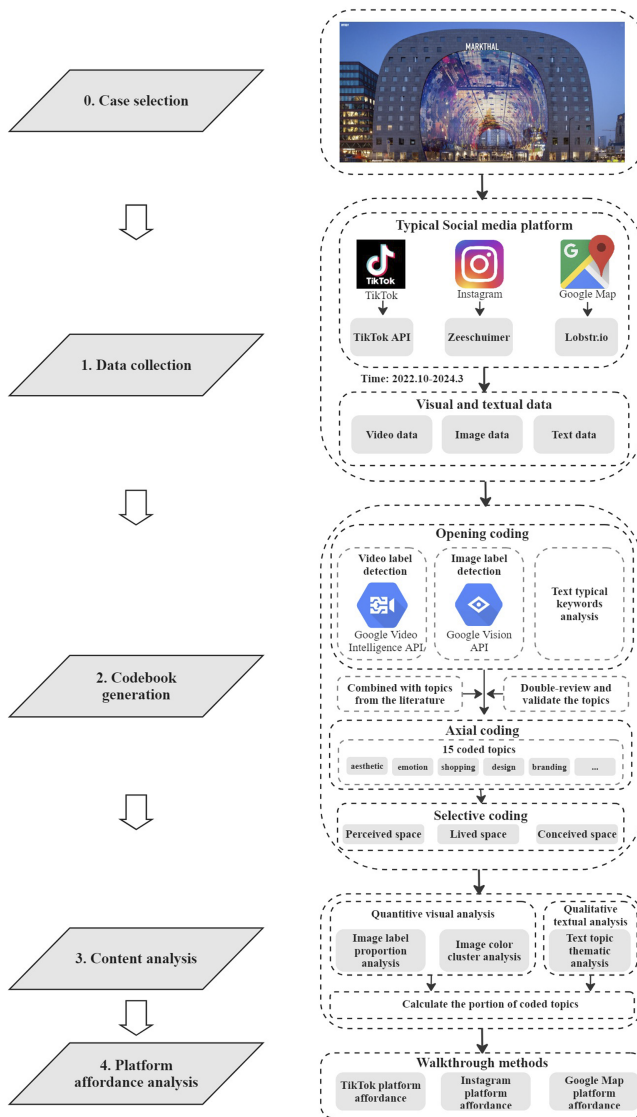 0. Case selection
MARKTHAL
Typical Social media platform
TikTok
TikTok
Instagram
Google Map
TikTok API
Zeeschuimer
Lobstr.io
1. Data collection
Time: 2022.10-2024.3
Visual and textual data
Video data
Image data
Text data
Opening coding
Video label
detection
Google Video
Intelligence API
Image label
detection
Google Vision
API
Text typical
keywords
analysis
2. Codebook
generation
Combined with topics
from the literature
Double-review and
validate the topics
Axial coding
15 coded topics
aesthetic
emotion
shopping
design
branding
...
Selective coding
Perceived space
Lived space
Conceived space
3. Content analysis
Quantitive visual analysis
Image label
proportion
analysis
Image color
cluster analysis
Qualitative
textual analysis
Text topic
thematic
analysis
Calculate the portion of coded topics
4. Platform
affordance analysis
Walkthrough methods
TikTok platform
affordance
Instagram
platform
affordance
Google Map
platform
affordance